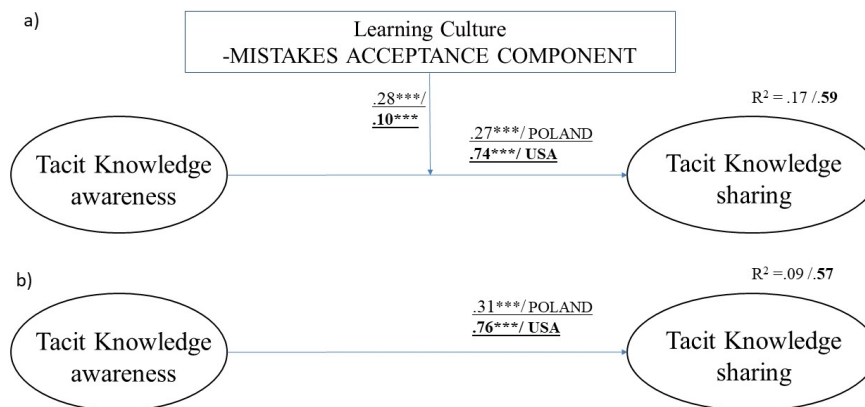 a)
Learning Culture
-MISTAKES ACCEPTANCE COMPONENT
.28***/
.10***
R² = .17 /.59
.27***/ POLAND
.74***/ USA
Tacit Knowledge
awareness
Tacit Knowledge
sharing
b)
R² =.09 /.57
.31***/ POLAND
.76***/ USA
Tacit Knowledge
awareness
Tacit Knowledge
sharing